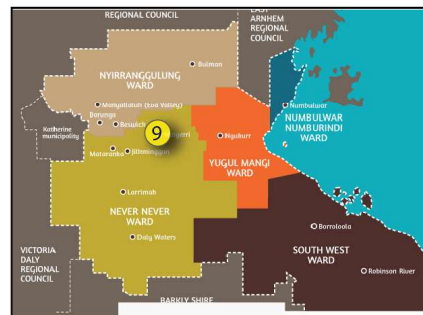 REGIONAL COUNCIL
EAST
ARNHEM
REGIONAL
COUNCIL
NYIRRANGGULUNG
WARD
Bulman
Manyallaluk (Eva Valley)
Barunga
Beswick
Katherine
municipality
9
Mataranka
Jilkminggan
Ngukurr
Numbulwar
NUMBULWAR
NUMBURINDI
WARD
YUGUL MANGI
WARD
Larrimah
NEVER NEVER
WARD
Daly Waters
Borroloola
SOUTH WEST
WARD
Robinson River
VICTORIA
DALY
REGIONAL
COUNCIL
BARKLY SHIRE